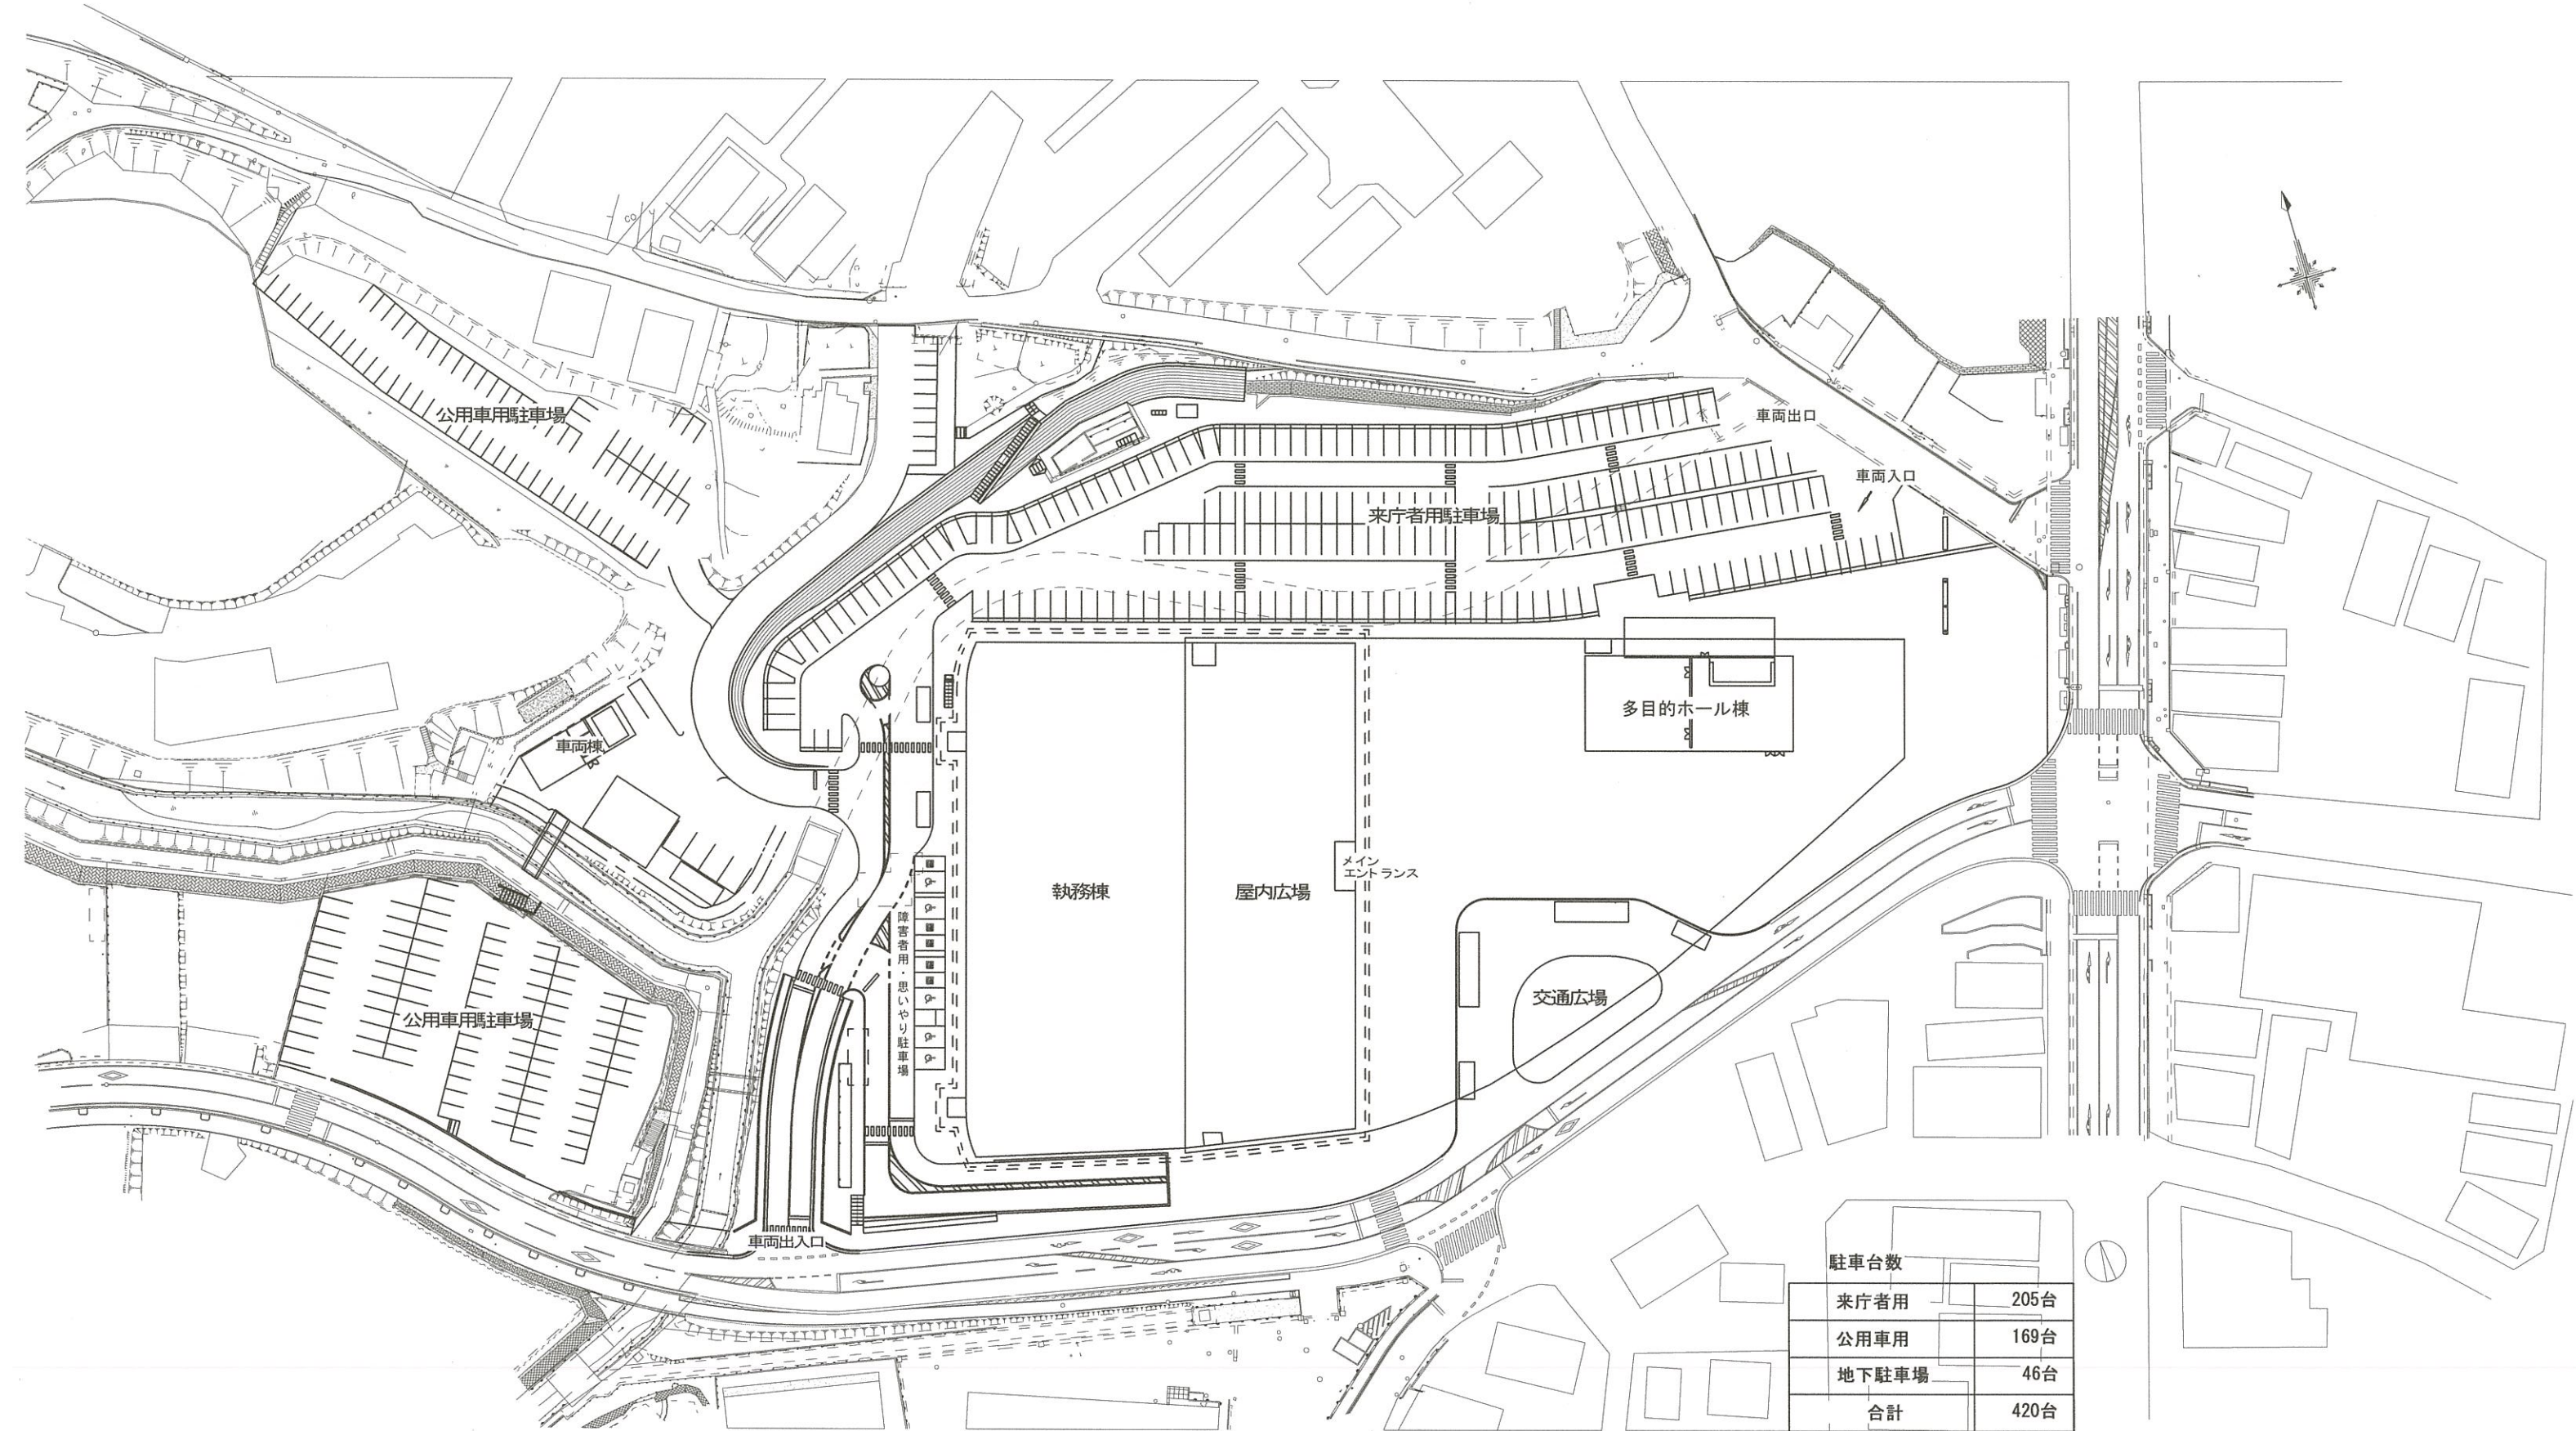 公用車用駐車場
車両出口
車両入口
来庁者用駐車場
多目的ホール棟
車両棟
メイン
エントランス
執務棟
屋内広場
障害者用・思いやり駐車場
交通広場
公用車用駐車場
車両出入口
駐車台数
来庁者用 205台
公用車用 169台
地下駐車場 46台
合計 420台